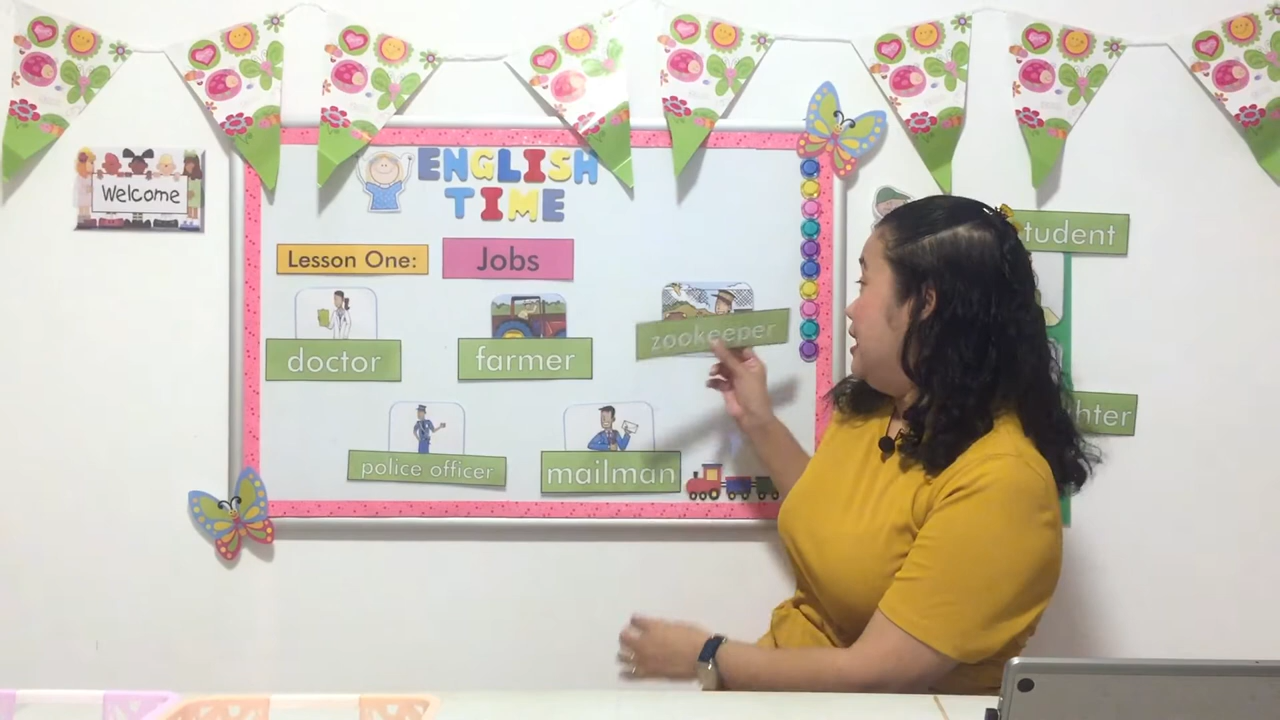 Welcome
ENGLISH
TIME
Lesson One:
Jobs
tudent
doctor
farmer
zookeeper
hter
police officer
mailman